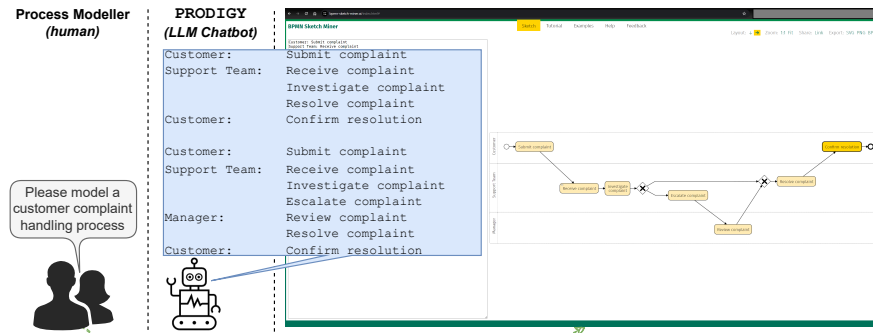 Process Modeller
(human)
PRODIGY
(LLM Chatbot)
Please model a
customer complaint
handling process
Customer: Submit complaint
Support Team: Receive complaint
Investigate complaint
Resolve complaint
Customer: Confirm resolution
Customer: Submit complaint
Support Team: Receive complaint
Investigate complaint
Escalate complaint
Manager: Review complaint
Resolve complaint
Customer: Confirm resolution
BPMN Sketch Miner
Sketch Tutorial Examples Help Feedback
Customer: Submit complaint
Support Team: Receive complaint
Customer
Submit complaint
Confirm resolution
Support Team
Receive complaint
Investigate
complaint
Escalate complaint
Resolve complaint
Manager
Review complaint